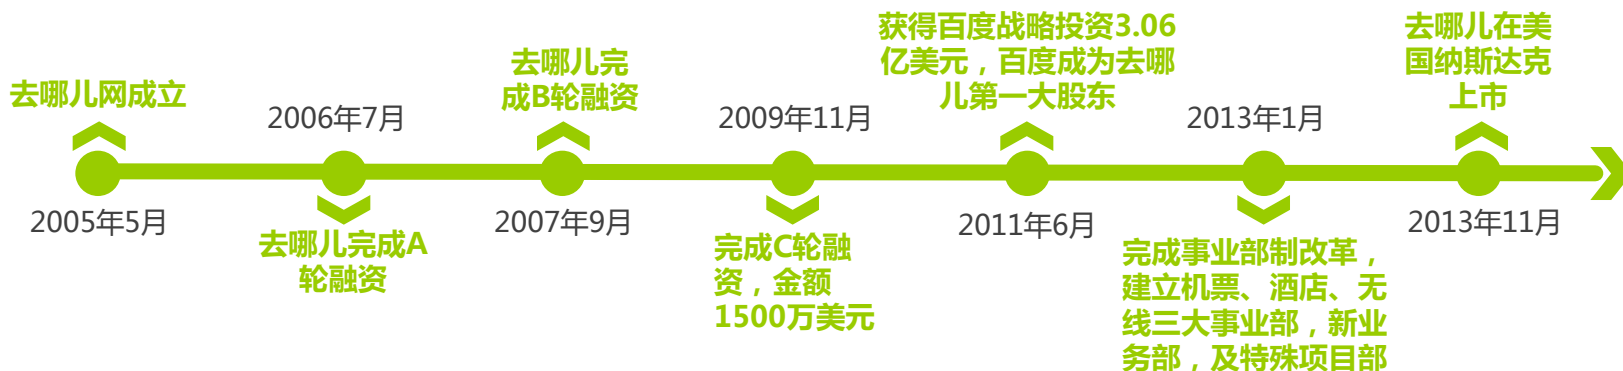 去哪儿网成立
2005年5月
2006年7月
去哪儿完成A
轮融资
去哪儿完
成B轮融资
2007年9月
2009年11月
完成C轮融
资，金额
1500万美元
获得百度战略投资3.06
亿美元，百度成为去哪
儿第一大股东
2011年6月
2013年1月
完成事业部制改革，
建立机票、酒店、无
线三大事业部，新业
务部，及特殊项目部
去哪儿在美
国纳斯达克
上市
2013年11月